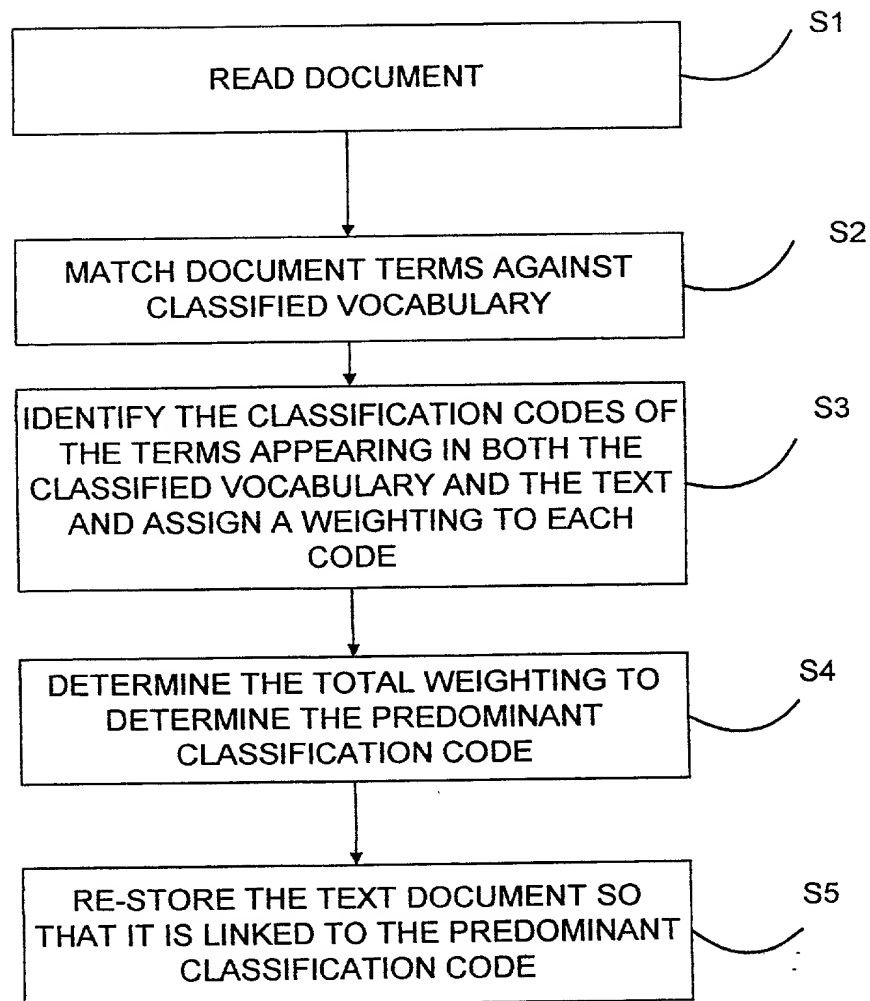 S1
READ DOCUMENT
S2
MATCH DOCUMENT TERMS AGAINST
CLASSIFIED VOCABULARY
S3
IDENTIFY THE CLASSIFICATION CODES OF
THE TERMS APPEARING IN BOTH THE
CLASSIFIED VOCABULARY AND THE TEXT
AND ASSIGN A WEIGHTING TO EACH
CODE
S4
DETERMINE THE TOTAL WEIGHTING TO
DETERMINE THE PREDOMINANT
CLASSIFICATION CODE
S5
RE-STORE THE TEXT DOCUMENT SO
THAT IT IS LINKED TO THE PREDOMINANT
CLASSIFICATION CODE